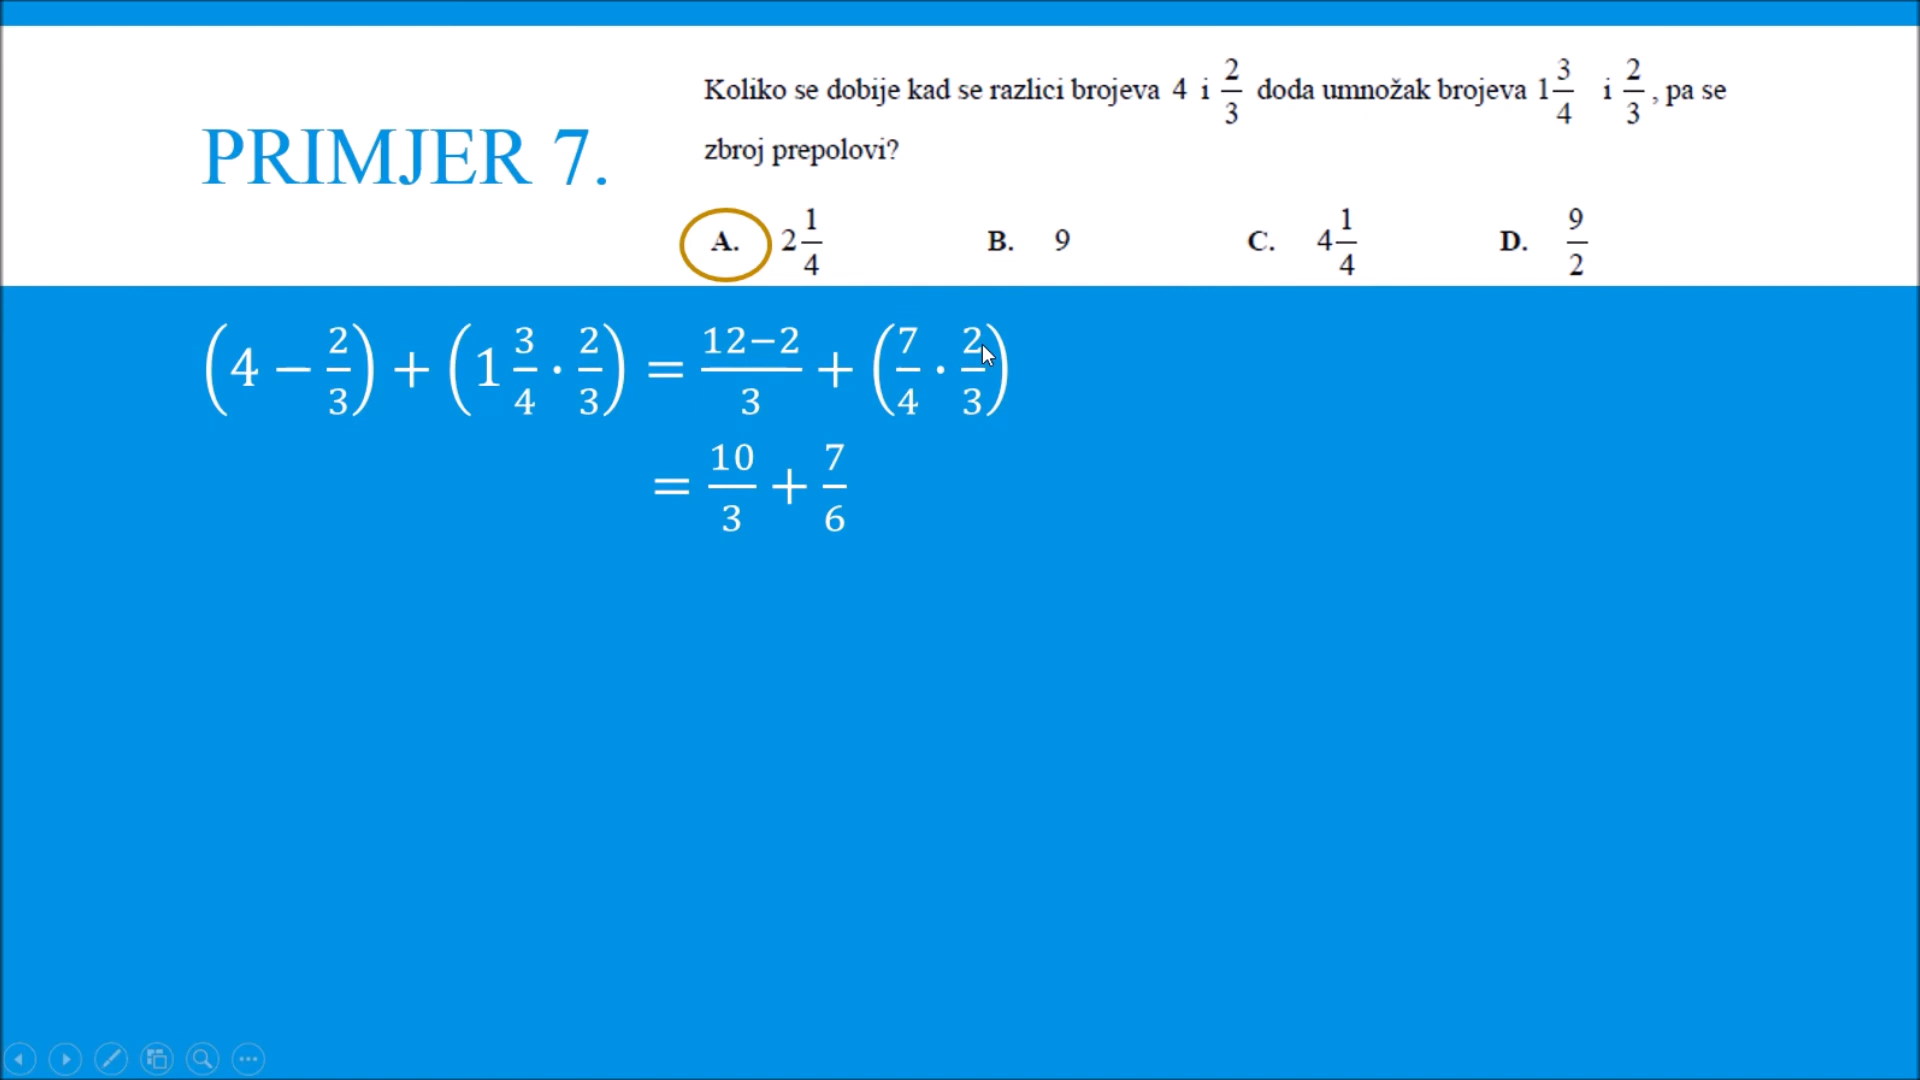 PRIMJER 7.
Koliko se dobije kad se razlici brojeva 4 i 2/3 doda umnožak brojeva 1 3/4 i 2/3, pa se
zbroj prepolovi?
A. 2 1/4 B. 9 C. 4 1/4 D. 9/2
(4 − 2/3) + (1 3/4 · 2/3) = (12−2)/3 + (7/4 · 2/3)
= 10/3 + 7/6